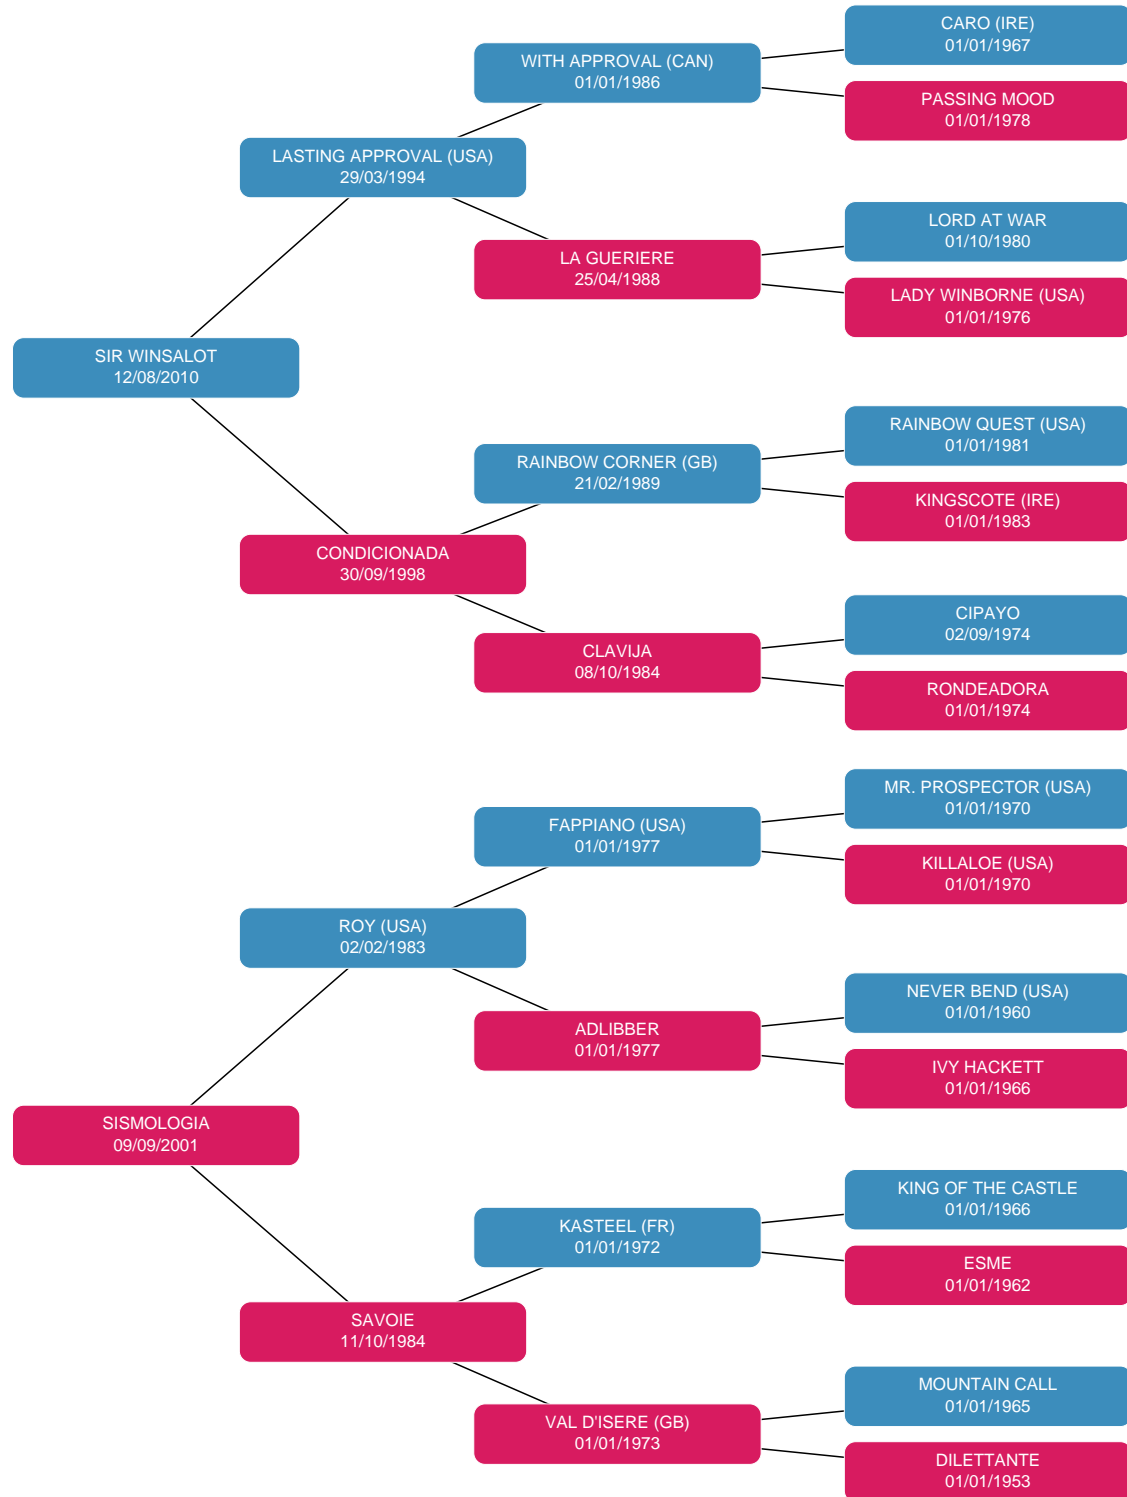 CARO (IRE)
01/01/1967
WITH APPROVAL (CAN)
01/01/1986
PASSING MOOD
01/01/1978
LASTING APPROVAL (USA)
29/03/1994
LORD AT WAR
01/10/1980
LA GUERIERE
25/04/1988
LADY WINBORNE (USA)
01/01/1976
SIR WINSALOT
12/08/2010
RAINBOW QUEST (USA)
01/01/1981
RAINBOW CORNER (GB)
21/02/1989
KINGSCOTE (IRE)
01/01/1983
CONDICIONADA
30/09/1998
CIPAYO
02/09/1974
CLAVIJA
08/10/1984
RONDEADORA
01/01/1974
MR. PROSPECTOR (USA)
01/01/1970
FAPPIANO (USA)
01/01/1977
KILLALOE (USA)
01/01/1970
ROY (USA)
02/02/1983
NEVER BEND (USA)
01/01/1960
ADLIBBER
01/01/1977
IVY HACKETT
01/01/1966
SISMOLOGIA
09/09/2001
KING OF THE CASTLE
01/01/1966
KASTEEL (FR)
01/01/1972
ESME
01/01/1962
SAVOIE
11/10/1984
MOUNTAIN CALL
01/01/1965
VAL D'ISERE (GB)
01/01/1973
DILETTANTE
01/01/1953